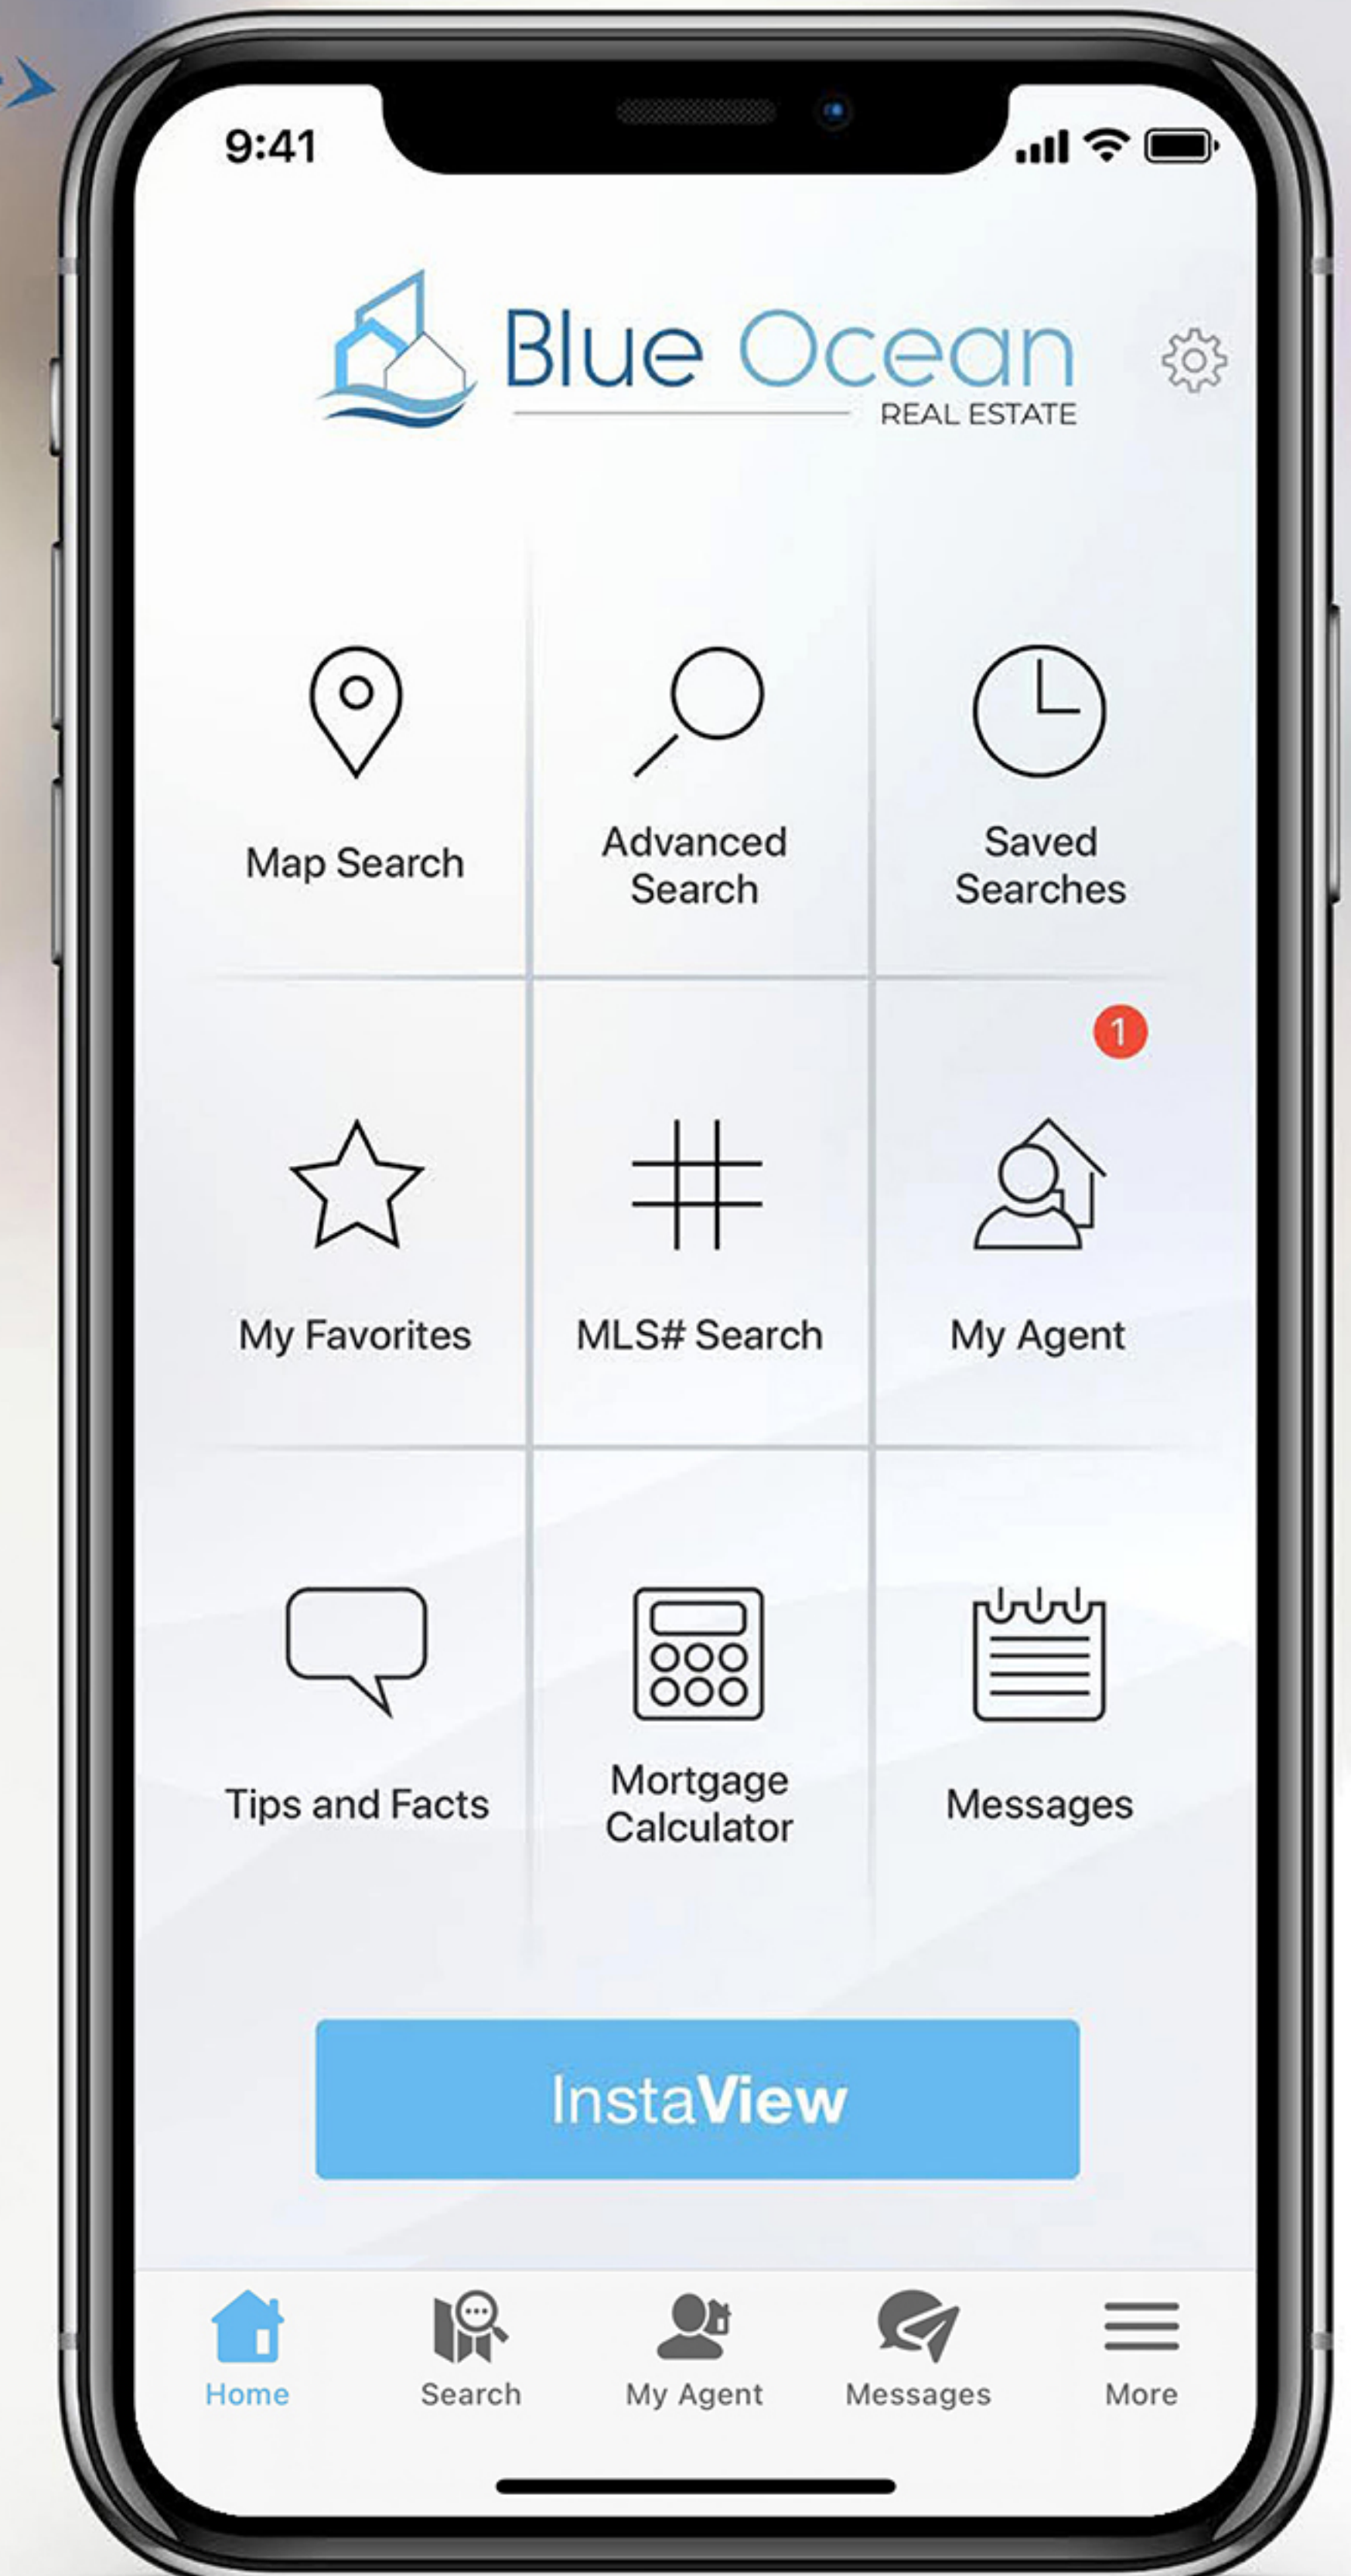 9:41
Blue Ocean
REAL ESTATE
Map Search
Advanced
Search
Saved
Searches
1
My Favorites
MLS# Search
My Agent
Tips and Facts
Mortgage
Calculator
Messages
InstaView
Home
Search
My Agent
Messages
More